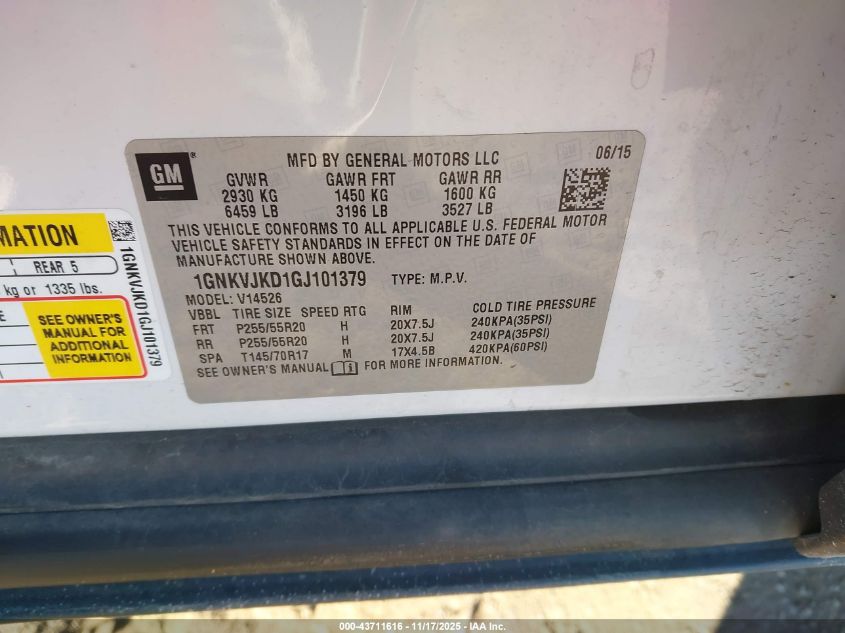 GM ® MFD BY GENERAL MOTORS LLC 06/15
GVWR GAWR FRT GAWR RR
2930 KG 1450 KG 1600 KG
6459 LB 3196 LB 3527 LB
THIS VEHICLE CONFORMS TO ALL APPLICABLE U.S. FEDERAL MOTOR
VEHICLE SAFETY STANDARDS IN EFFECT ON THE DATE OF
MANUFACTURE SHOWN ABOVE.
1GNKVJKD1GJ101379 TYPE: M.P.V.
MODEL: V14526
VBBL TIRE SIZE SPEED RTG RIM COLD TIRE PRESSURE
FRT P255/55R20 H 20X7.5J 240KPA(35PSI)
RR P255/55R20 H 20X7.5J 240KPA(35PSI)
SPA T145/70R17 M 17X4.5B 420KPA(60PSI)
SEE OWNER'S MANUAL FOR MORE INFORMATION.
MATION
REAR 5
kg or 1335 lbs.
SEE OWNER'S
MANUAL FOR
ADDITIONAL
INFORMATION
1GNKVJKD1GJ101379
000-43711616 - 11/17/2025 - IAA Inc.